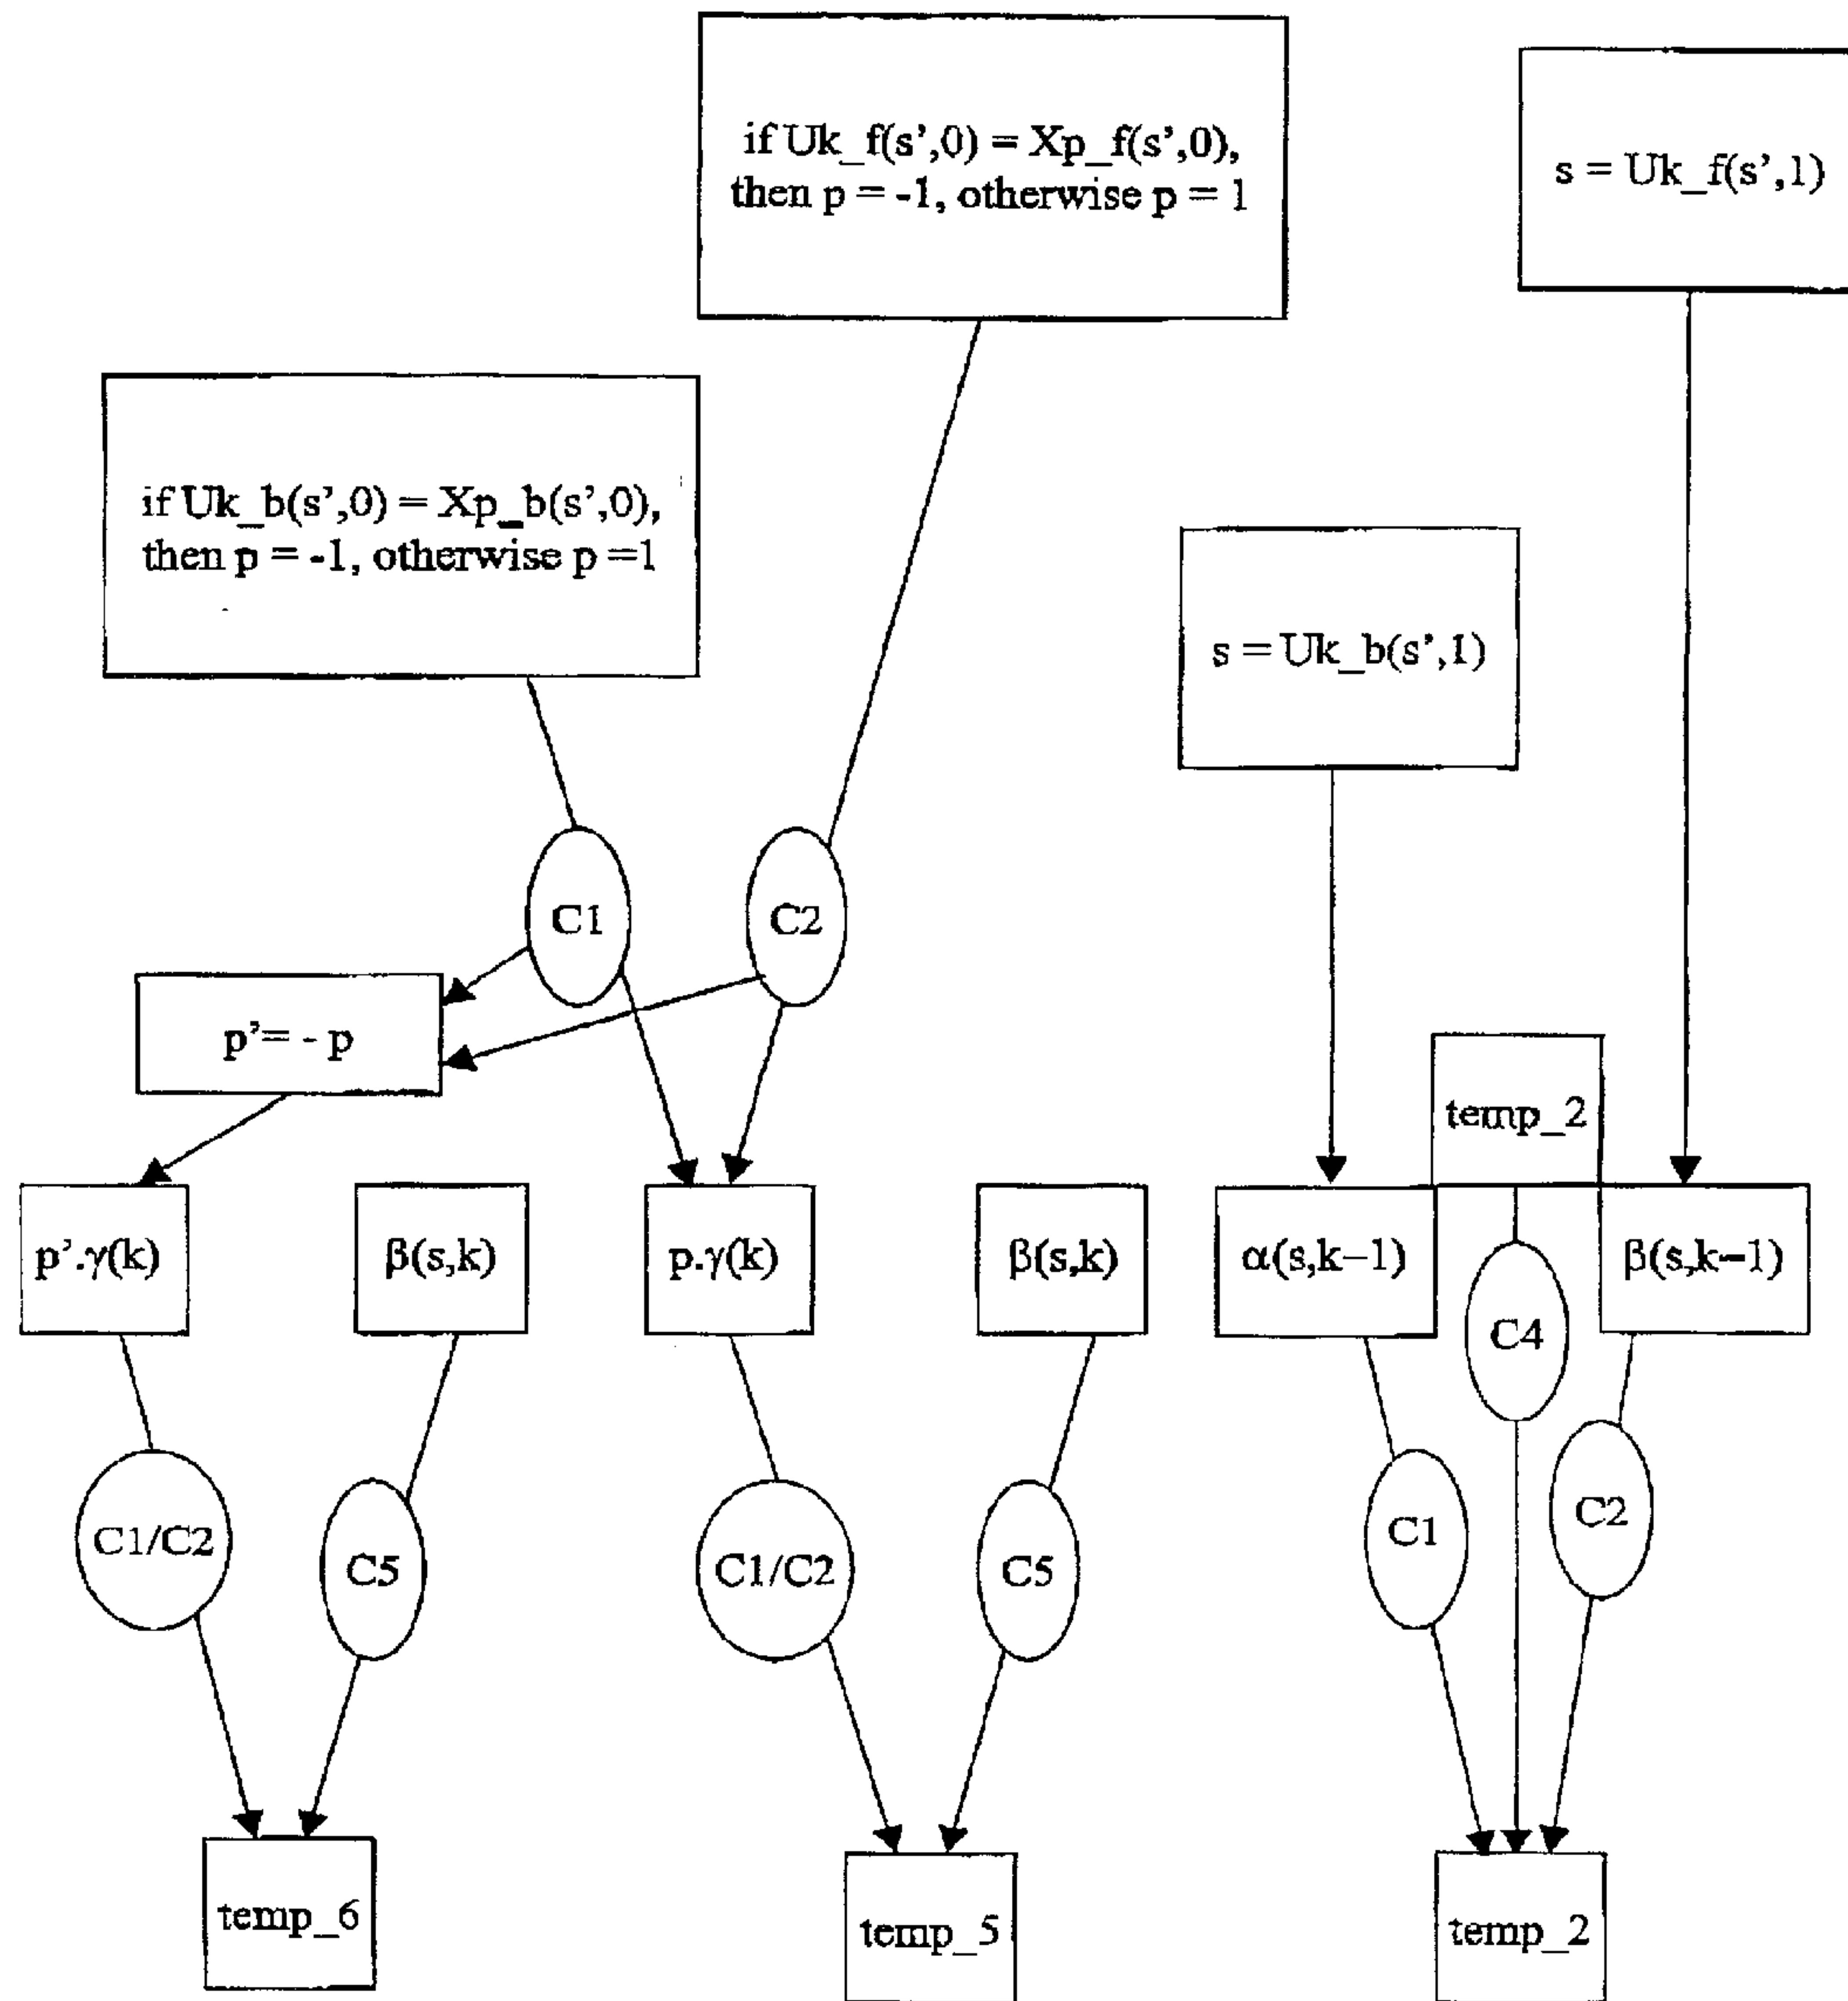 if Uk_f(s’,0) = Xp_f(s’,0),
then p = -1, otherwise p = 1
s = Uk_f(s’,1)
if Uk_b(s’,0) = Xp_b(s’,0),
then p = -1, otherwise p =1
s = Uk_b(s’,1)
C1
C2
p’= - p
temp_2
p’.γ(k)
β(s,k)
p.γ(k)
β(s,k)
α(s,k−1)
β(s,k−1)
C4
C1/C2
C5
C1/C2
C5
C1
C2
temp_6
temp_5
temp_2